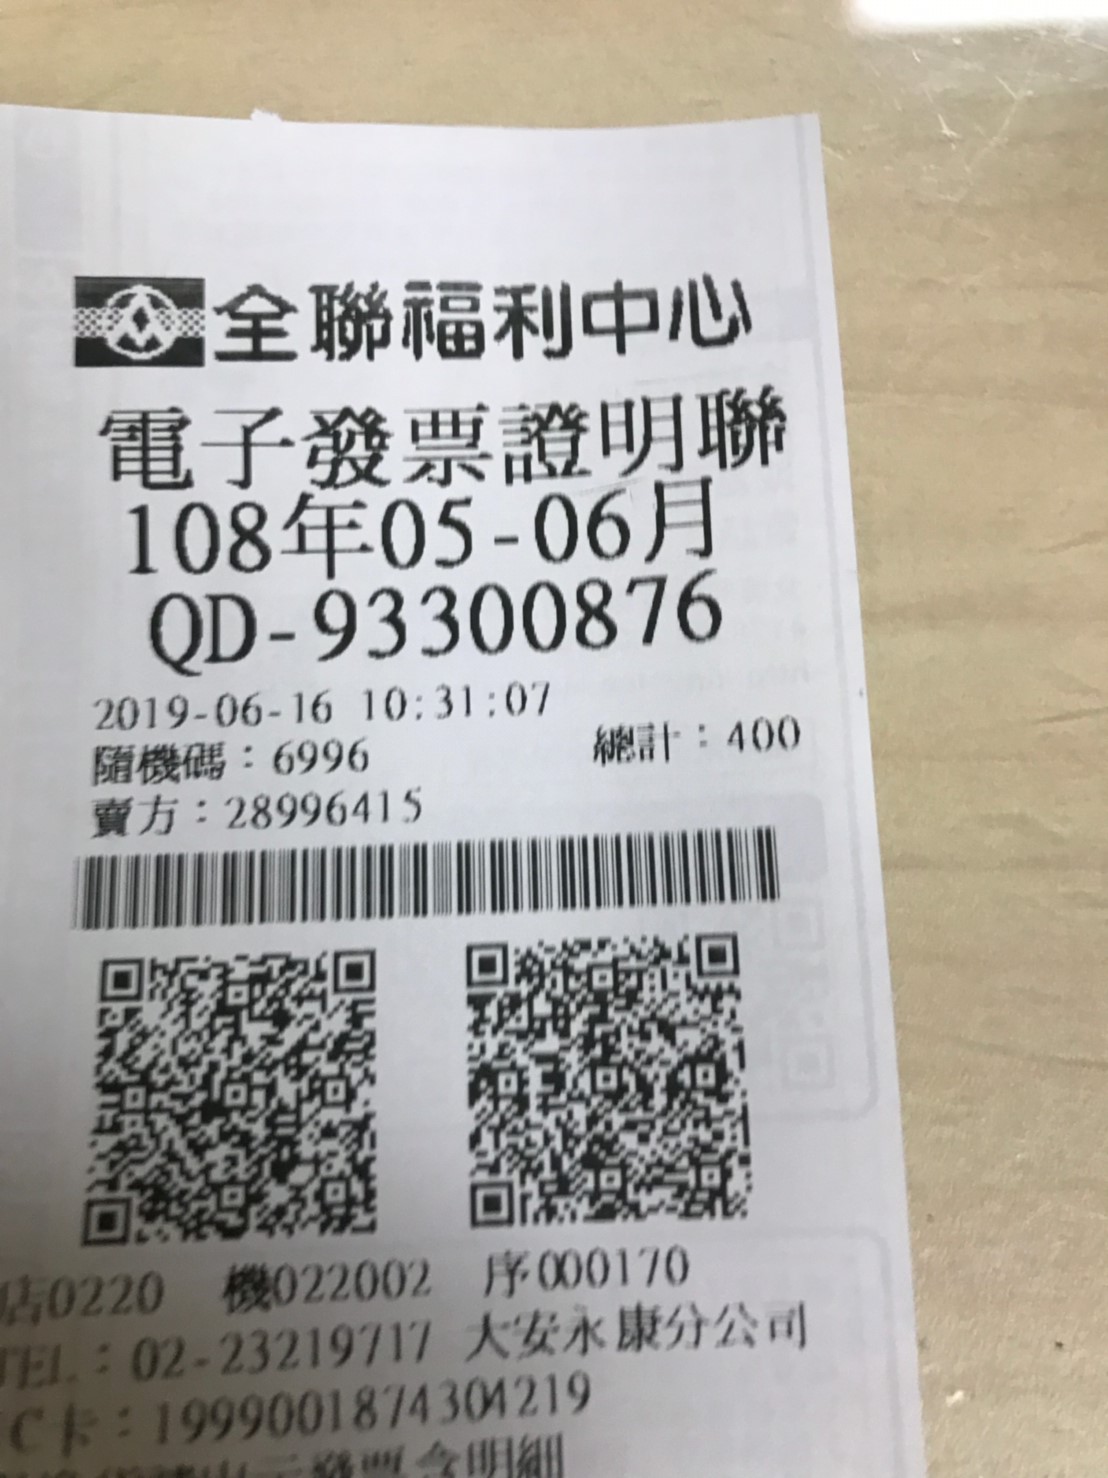 全聯福利中心
電子發票證明聯
108年05-06月
QD-93300876
2019-06-16 10:31:07
隨機碼：6996 總計：400
賣方：28996415
店0220 機022002 序000170
TEL：02-23219717 大安永康分公司
C卡：1999001874304219